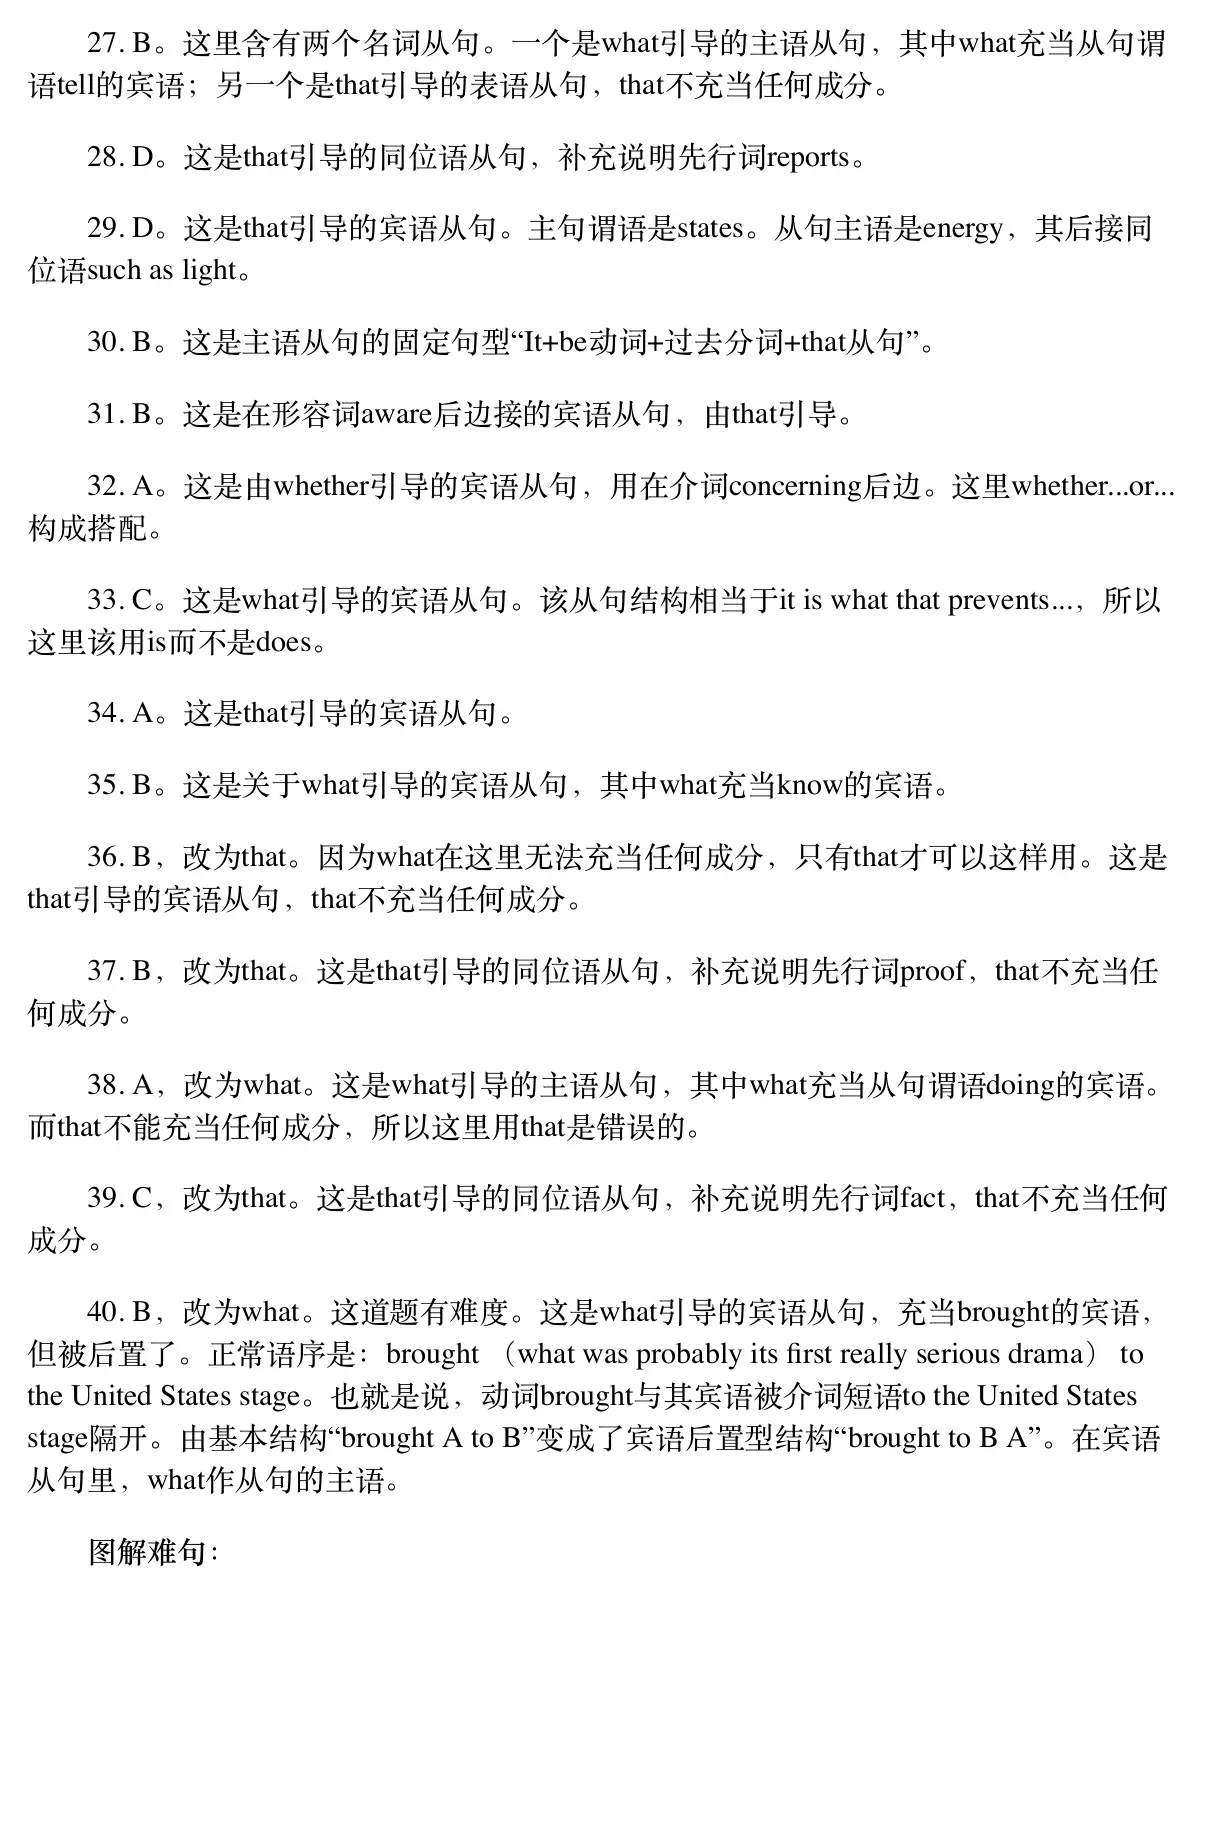 27. B。这里含有两个名词从句。一个是what引导的主语从句，其中what充当从句谓
语tell的宾语；另一个是that引导的表语从句，that不充当任何成分。
28. D。这是that引导的同位语从句，补充说明先行词reports。
29. D。这是that引导的宾语从句。主句谓语是states。从句主语是energy，其后接同
位语such as light。
30. B。这是主语从句的固定句型“It+be动词+过去分词+that从句”。
31. B。这是在形容词aware后边接的宾语从句，由that引导。
32. A。这是由whether引导的宾语从句，用在介词concerning后边。这里whether...or...
构成搭配。
33. C。这是what引导的宾语从句。该从句结构相当于it is what that prevents...，所以
这里该用is而不是does。
34. A。这是that引导的宾语从句。
35. B。这是关于what引导的宾语从句，其中what充当know的宾语。
36. B，改为that。因为what在这里无法充当任何成分，只有that才可以这样用。这是
that引导的宾语从句，that不充当任何成分。
37. B，改为that。这是that引导的同位语从句，补充说明先行词proof，that不充当任
何成分。
38. A，改为what。这是what引导的主语从句，其中what充当从句谓语doing的宾语。
而that不能充当任何成分，所以这里用that是错误的。
39. C，改为that。这是that引导的同位语从句，补充说明先行词fact，that不充当任何
成分。
40. B，改为what。这道题有难度。这是what引导的宾语从句，充当brought的宾语，
但被后置了。正常语序是：brought （what was probably its first really serious drama） to
the United States stage。也就是说，动词brought与其宾语被介词短语to the United States
stage隔开。由基本结构“brought A to B”变成了宾语后置型结构“brought to B A”。在宾语
从句里，what作从句的主语。
图解难句：